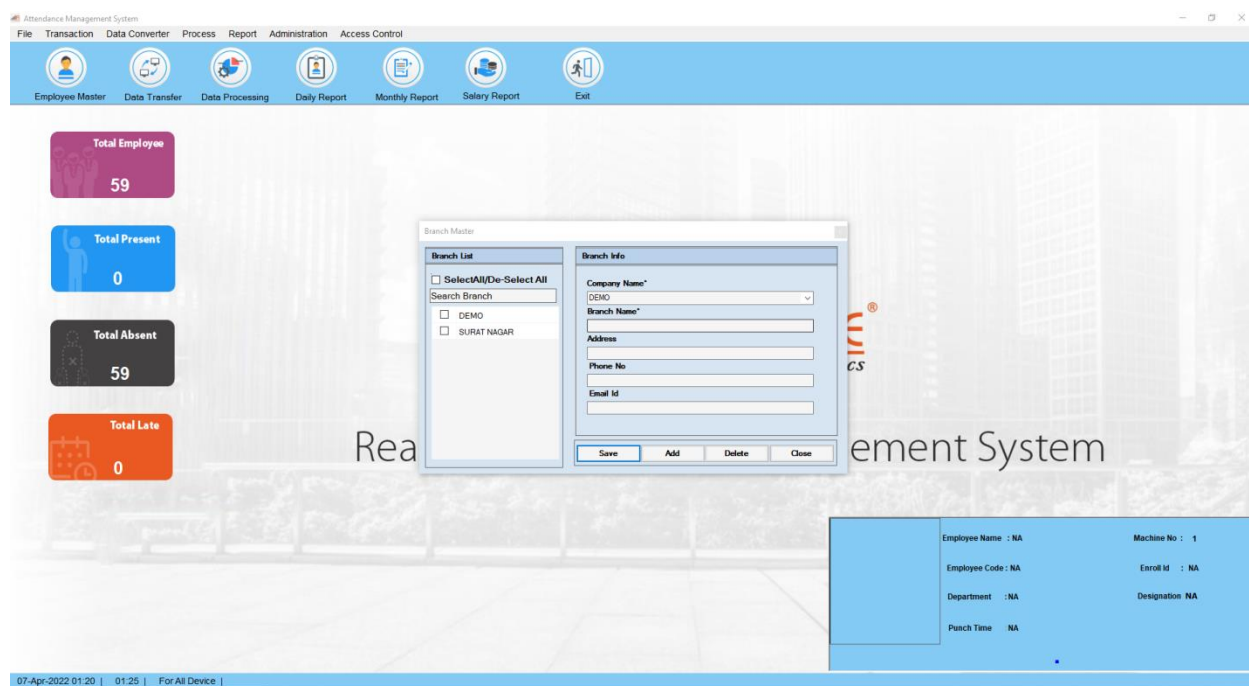 Attendance Management System
File Transaction Data Converter Process Report Administration Access Control
Employee Master Data Transfer Data Processing Daily Report Monthly Report Salary Report Exit
Total Employee
59
Total Present
0
Total Absent
59
Total Late
0
Branch Master
Branch List
SelectAll/De-Select All
Search Branch
DEMO
SURAT NAGAR
Branch Info
Company Name*
DEMO
Branch Name*
Address
Phone No
Email Id
Save Add Delete Close
®
cs
Rea ement System
Employee Name : NA Machine No : 1
Employee Code : NA Enroll Id : NA
Department : NA Designation NA
Punch Time NA
07-Apr-2022 01:20 | 01:25 | For All Device |